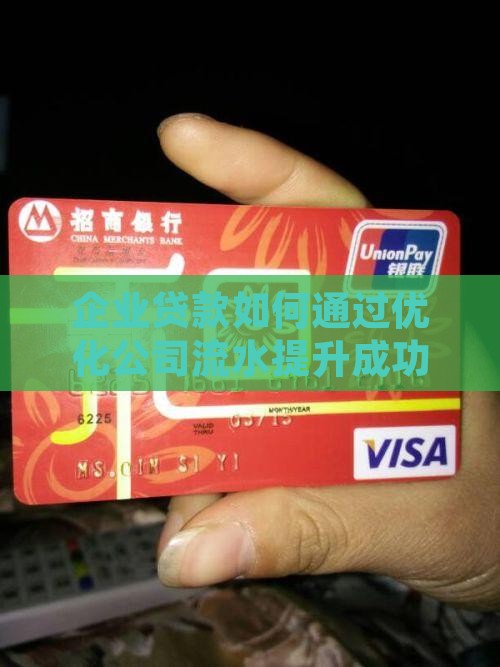 招商银行
CHINA MERCHANTS BANK
UnionPay
银联
企业贷款如何通过优
化公司流水提升成功
6225
MONTH/YEAR
VALID
THRU
03/15
MS.QIN SI YI
VISA